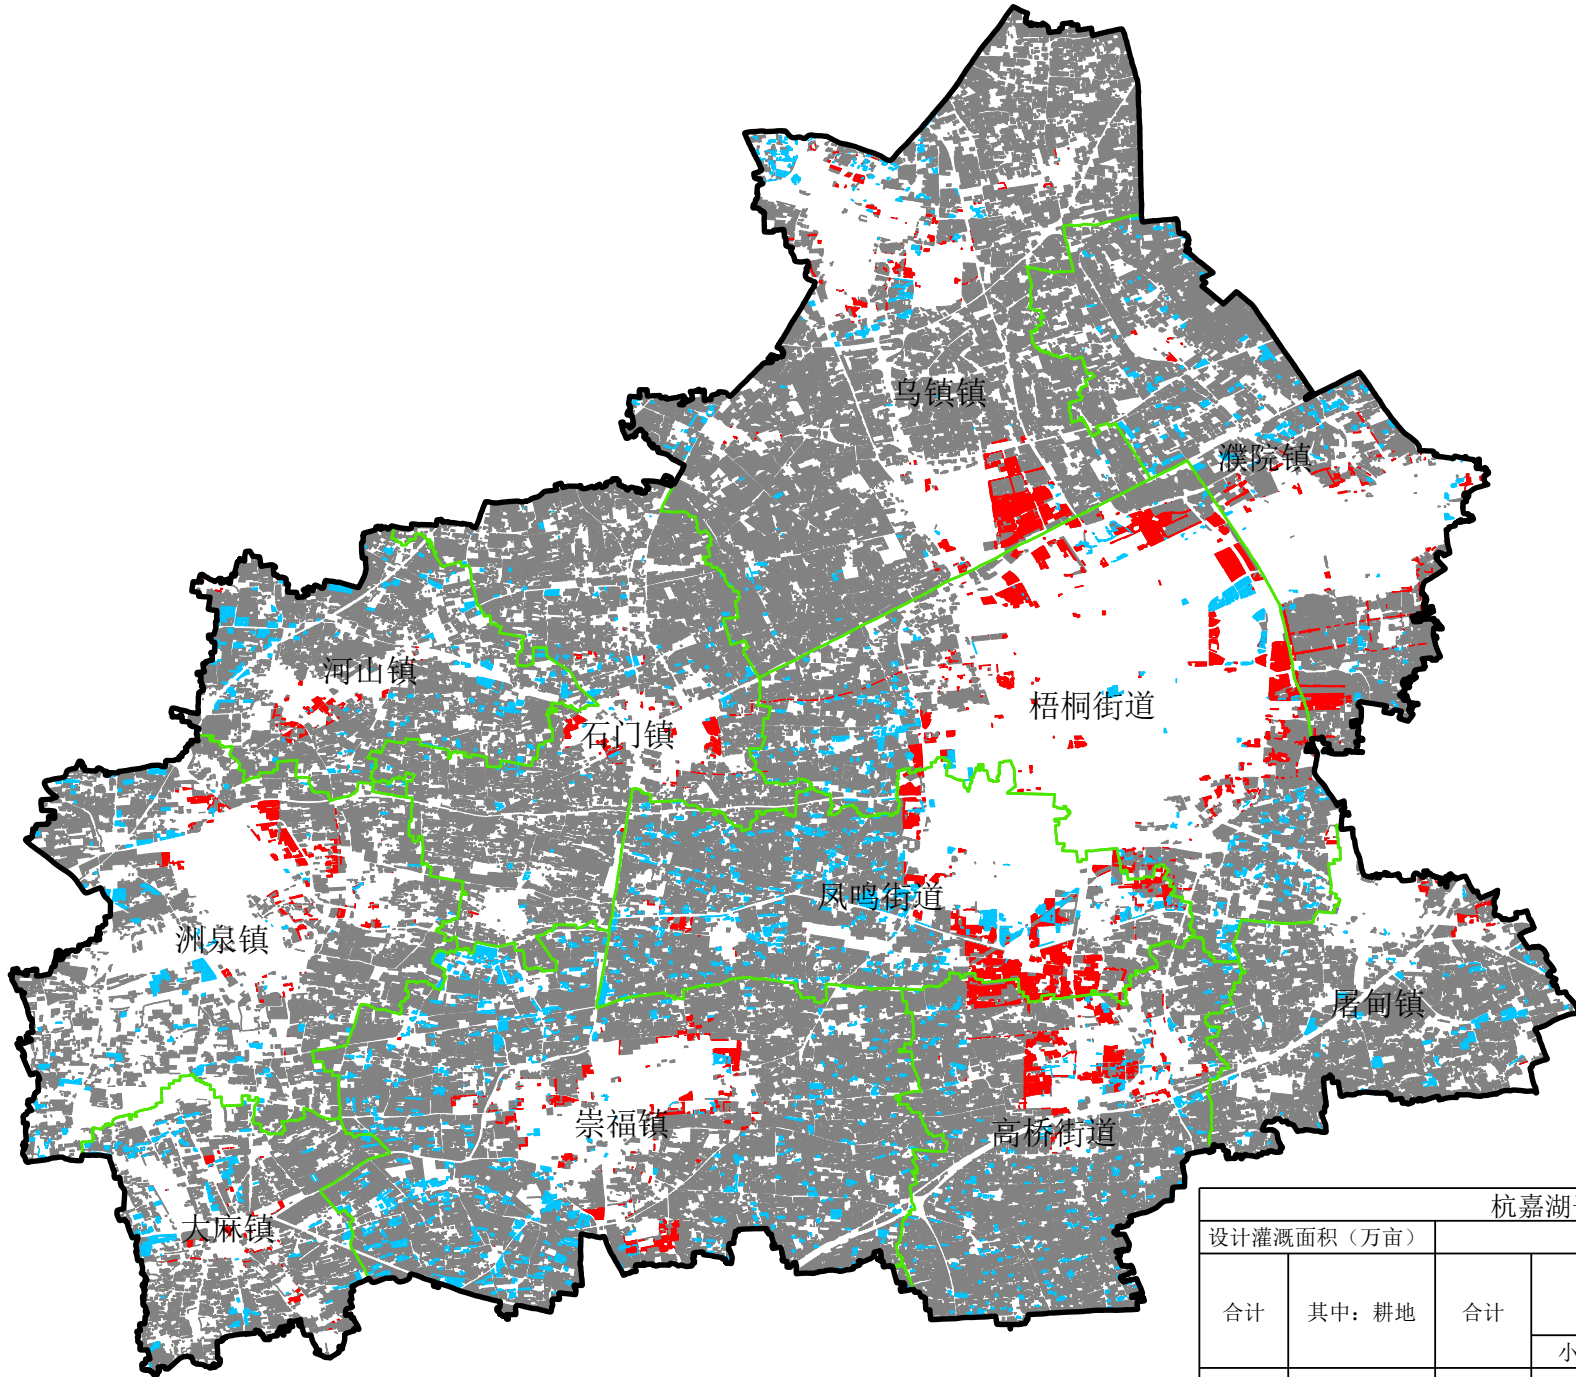 乌镇镇
濮院镇
河山镇
石门镇
梧桐街道
凤鸣街道
洲泉镇
屠甸镇
崇福镇
高桥街道
大麻镇
杭嘉湖
设计灌溉面积（万亩）
合计
其中：耕地
合计
小